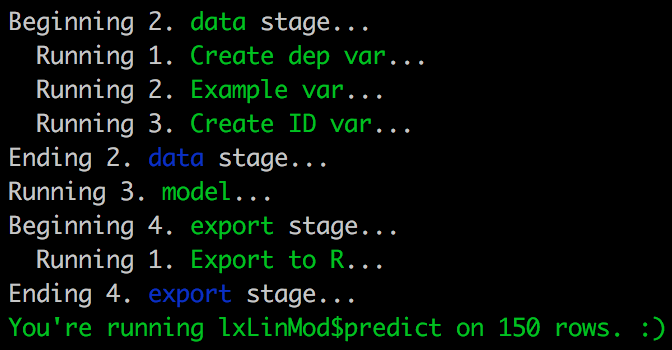 Beginning 2. data stage...
  Running 1. Create dep var...
  Running 2. Example var...
  Running 3. Create ID var...
Ending 2. data stage...
Running 3. model...
Beginning 4. export stage...
  Running 1. Export to R...
Ending 4. export stage...
You're running lxLinMod$predict on 150 rows. :)